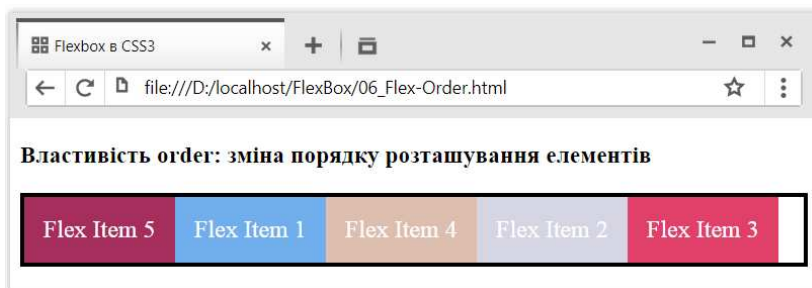 Flexbox в CSS3
file:///D:/localhost/FlexBox/06_Flex-Order.html
Властивість order: зміна порядку розташування елементів
Flex Item 5 Flex Item 1 Flex Item 4 Flex Item 2 Flex Item 3